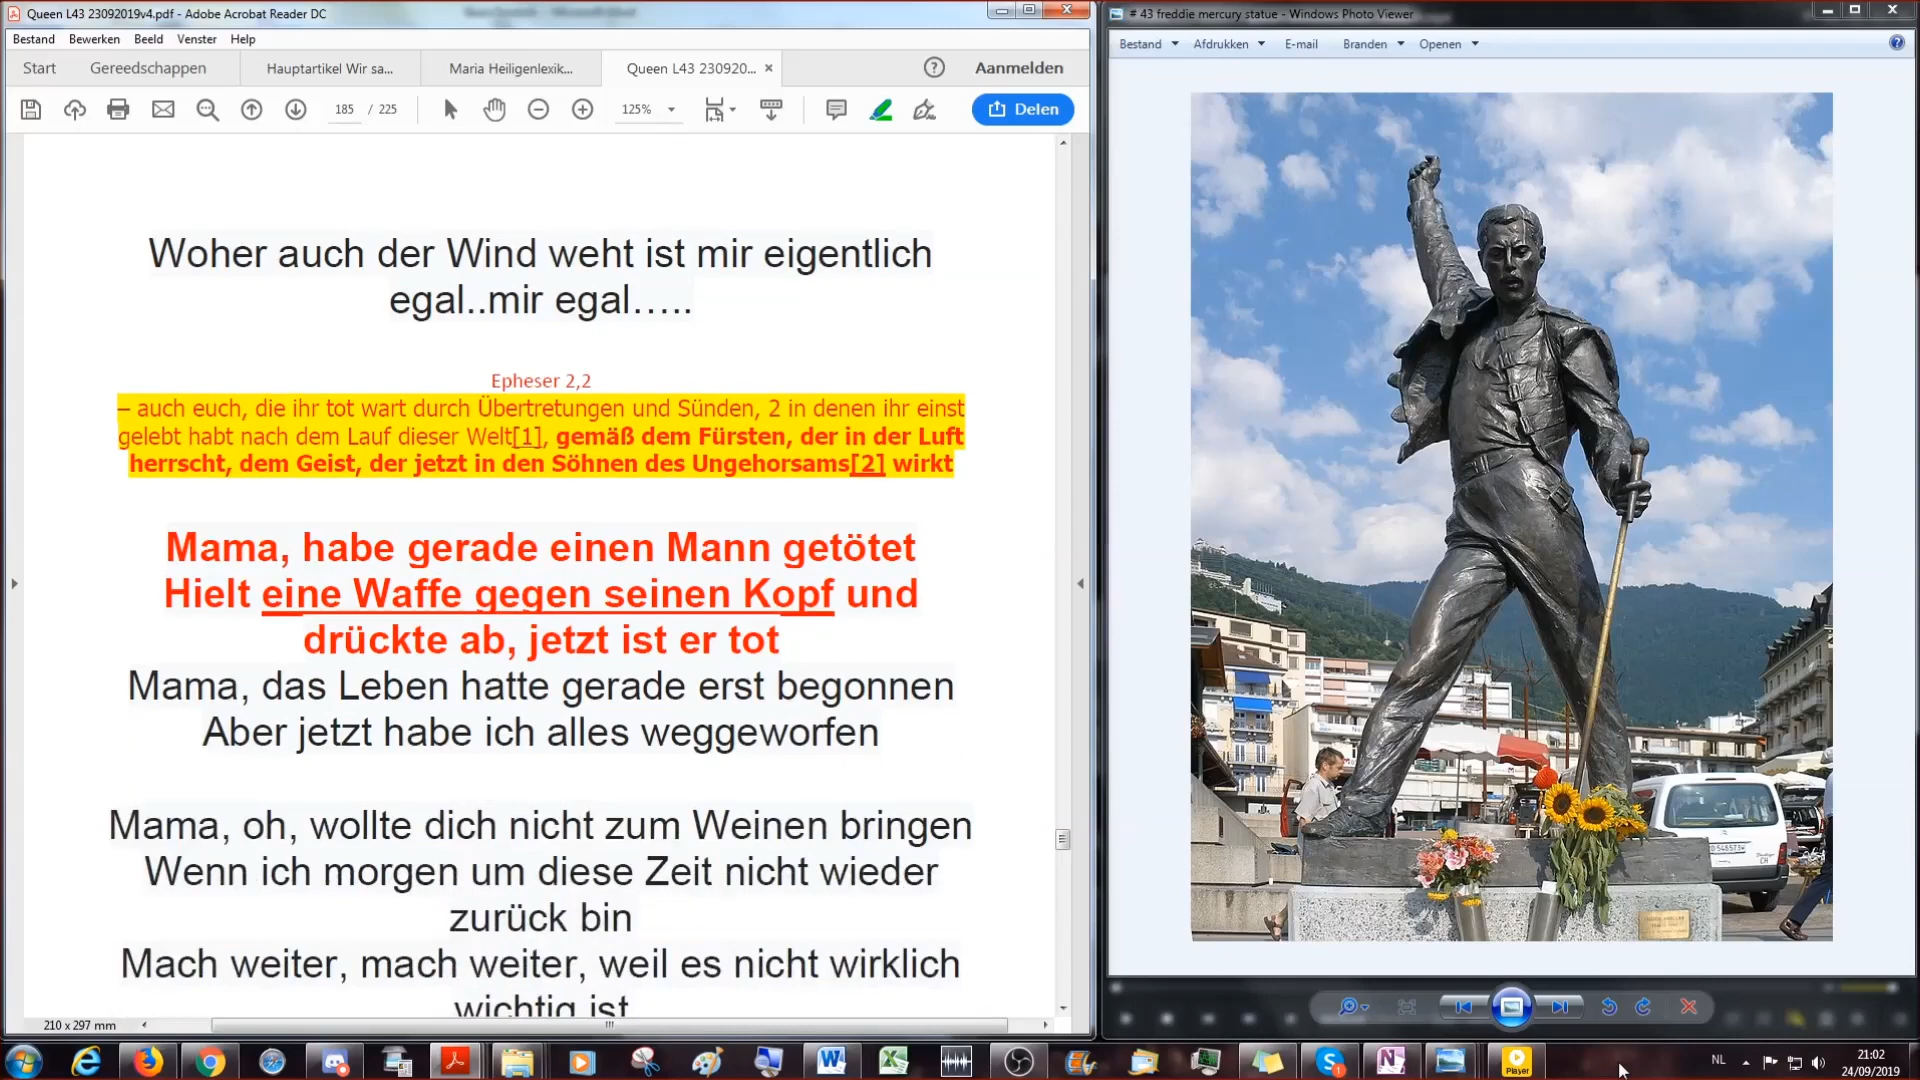 Queen L43 23092019v4.pdf - Adobe Acrobat Reader DC
Bestand Bewerken Beeld Venster Help
Start Gereedschappen Hauptartikel Wir sa... Maria Heiligenlexik... Queen L43 230920... × ? Aanmelden
185 / 225 125% Delen
Woher auch der Wind weht ist mir eigentlich
egal..mir egal…..
Epheser 2,2
– auch euch, die ihr tot wart durch Übertretungen und Sünden, 2 in denen ihr einst
gelebt habt nach dem Lauf dieser Welt[1], gemäß dem Fürsten, der in der Luft
herrscht, dem Geist, der jetzt in den Söhnen des Ungehorsams[2] wirkt
Mama, habe gerade einen Mann getötet
Hielt eine Waffe gegen seinen Kopf und
drückte ab, jetzt ist er tot
Mama, das Leben hatte gerade erst begonnen
Aber jetzt habe ich alles weggeworfen
Mama, oh, wollte dich nicht zum Weinen bringen
Wenn ich morgen um diese Zeit nicht wieder
zurück bin
Mach weiter, mach weiter, weil es nicht wirklich
wichtig ist
210 x 297 mm
# 43 freddie mercury statue - Windows Photo Viewer
Bestand Afdrukken E-mail Branden Openen
Player
NL
21:02
24/09/2019